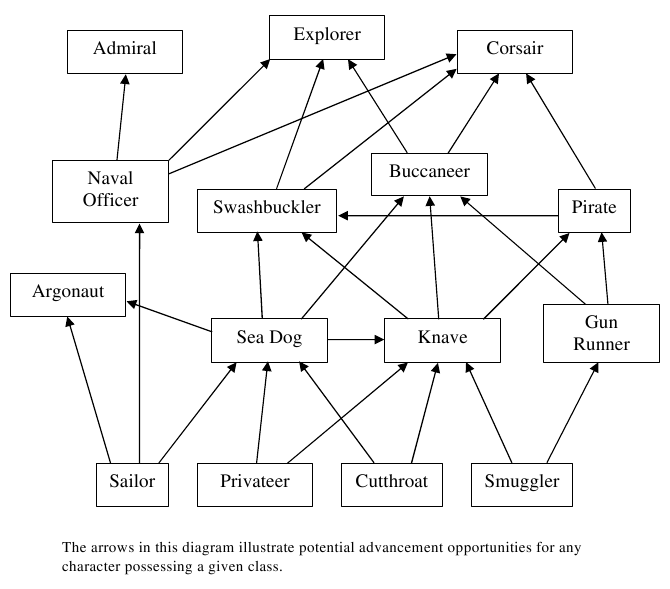 Admiral
Explorer
Corsair
Naval
Officer
Swashbuckler
Buccaneer
Pirate
Argonaut
Sea Dog
Knave
Gun
Runner
Sailor
Privateer
Cutthroat
Smuggler
The arrows in this diagram illustrate potential advancement opportunities for any
character possessing a given class.